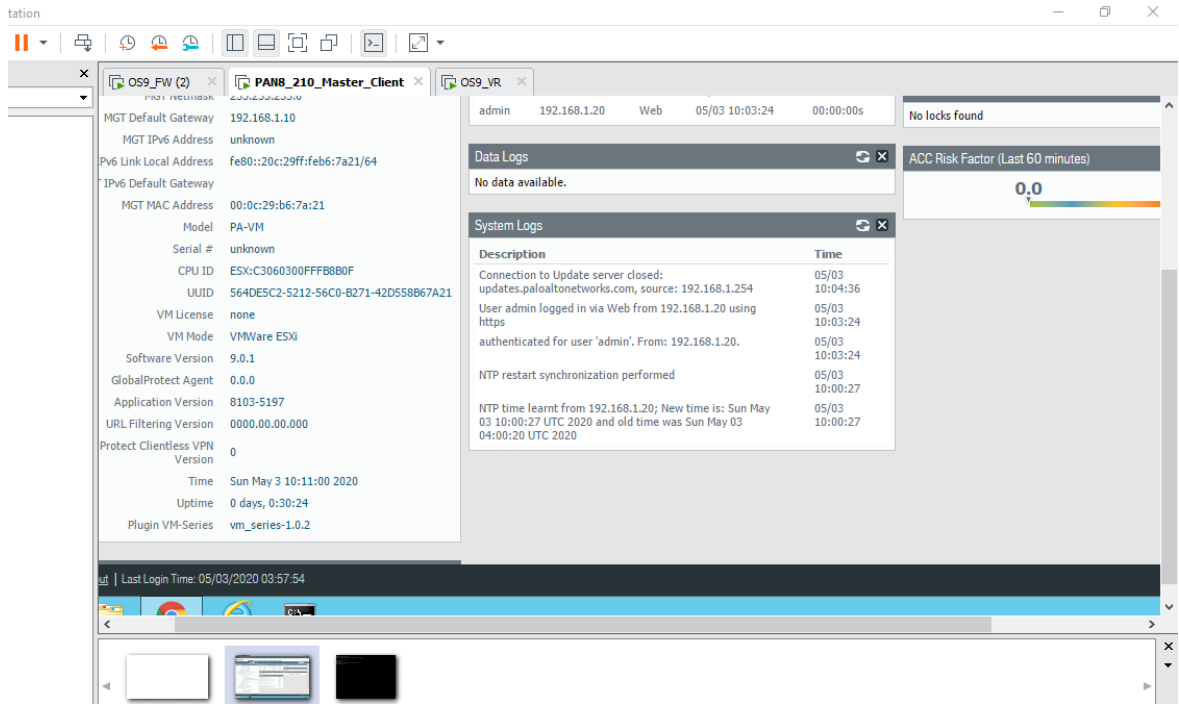 tation
OS9_FW (2)
PAN8_210_Master_Client
OS9_VR
MGT Netmask 255.255.255.0
MGT Default Gateway 192.168.1.10
MGT IPv6 Address unknown
Pv6 Link Local Address fe80::20c:29ff:feb6:7a21/64
IPv6 Default Gateway
MGT MAC Address 00:0c:29:b6:7a:21
Model PA-VM
Serial # unknown
CPU ID ESX:C3060300FFFB8B0F
UUID 564DE5C2-5212-56C0-B271-42D558B67A21
VM License none
VM Mode VMWare ESXi
Software Version 9.0.1
GlobalProtect Agent 0.0.0
Application Version 8103-5197
URL Filtering Version 0000.00.00.000
Protect Clientless VPN
Version 0
Time Sun May 3 10:11:00 2020
Uptime 0 days, 0:30:24
Plugin VM-Series vm_series-1.0.2
admin 192.168.1.20 Web 05/03 10:03:24 00:00:00s
Data Logs
No data available.
System Logs
Description Time
Connection to Update server closed: 05/03
updates.paloaltonetworks.com, source: 192.168.1.254 10:04:36
User admin logged in via Web from 192.168.1.20 using 05/03
https 10:03:24
authenticated for user 'admin'. From: 192.168.1.20. 05/03
10:03:24
NTP restart synchronization performed 05/03
10:00:27
NTP time learnt from 192.168.1.20; New time is: Sun May 05/03
03 10:00:27 UTC 2020 and old time was Sun May 03 10:00:27
04:00:20 UTC 2020
No locks found
ACC Risk Factor (Last 60 minutes)
0.0
ut | Last Login Time: 05/03/2020 03:57:54